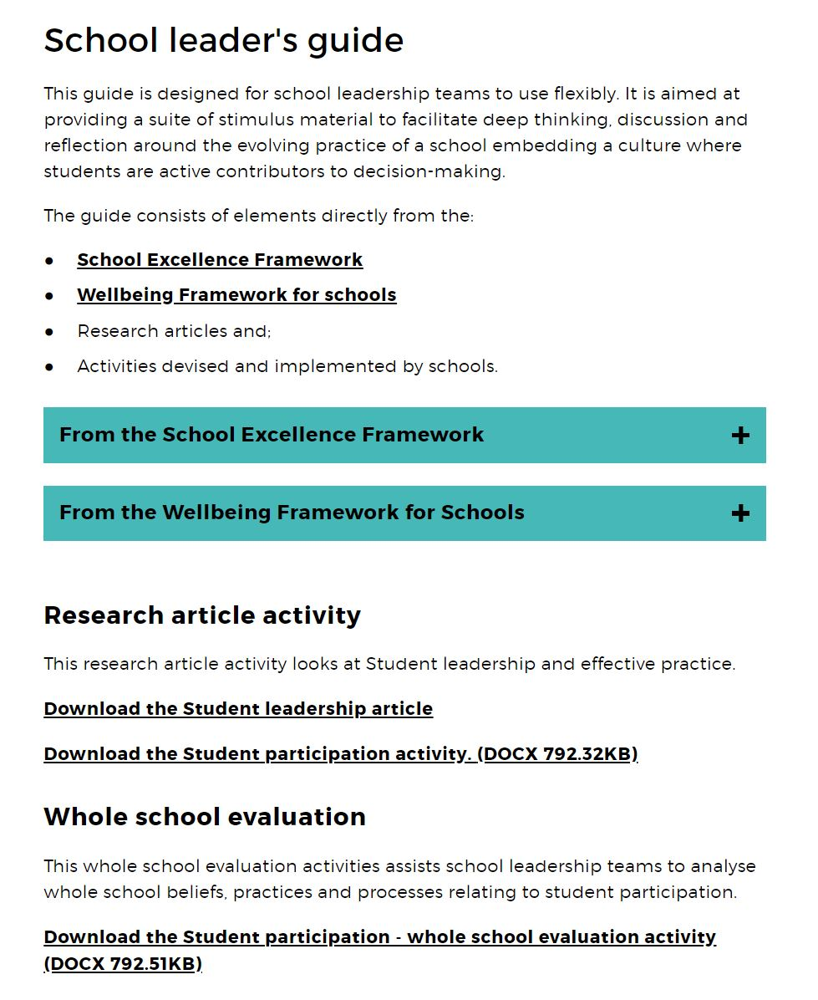 School leader's guide
This guide is designed for school leadership teams to use flexibly. It is aimed at
providing a suite of stimulus material to facilitate deep thinking, discussion and
reflection around the evolving practice of a school embedding a culture where
students are active contributors to decision-making.
The guide consists of elements directly from the:
● School Excellence Framework
● Wellbeing Framework for schools
● Research articles and;
● Activities devised and implemented by schools.
From the School Excellence Framework +
From the Wellbeing Framework for Schools +
Research article activity
This research article activity looks at Student leadership and effective practice.
Download the Student leadership article
Download the Student participation activity. (DOCX 792.32KB)
Whole school evaluation
This whole school evaluation activities assists school leadership teams to analyse
whole school beliefs, practices and processes relating to student participation.
Download the Student participation - whole school evaluation activity
(DOCX 792.51KB)